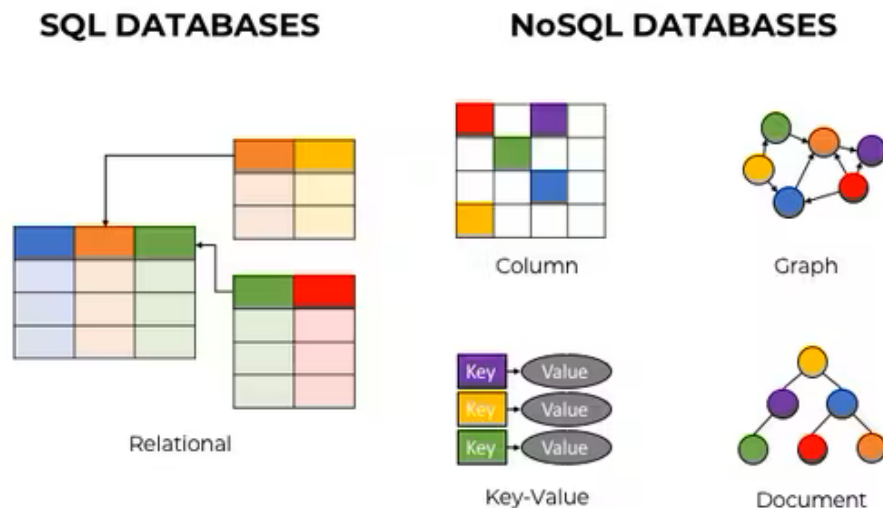 SQL DATABASES
NoSQL DATABASES
Relational
Column
Graph
Key Value
Key Value
Key Value
Key-Value
Document